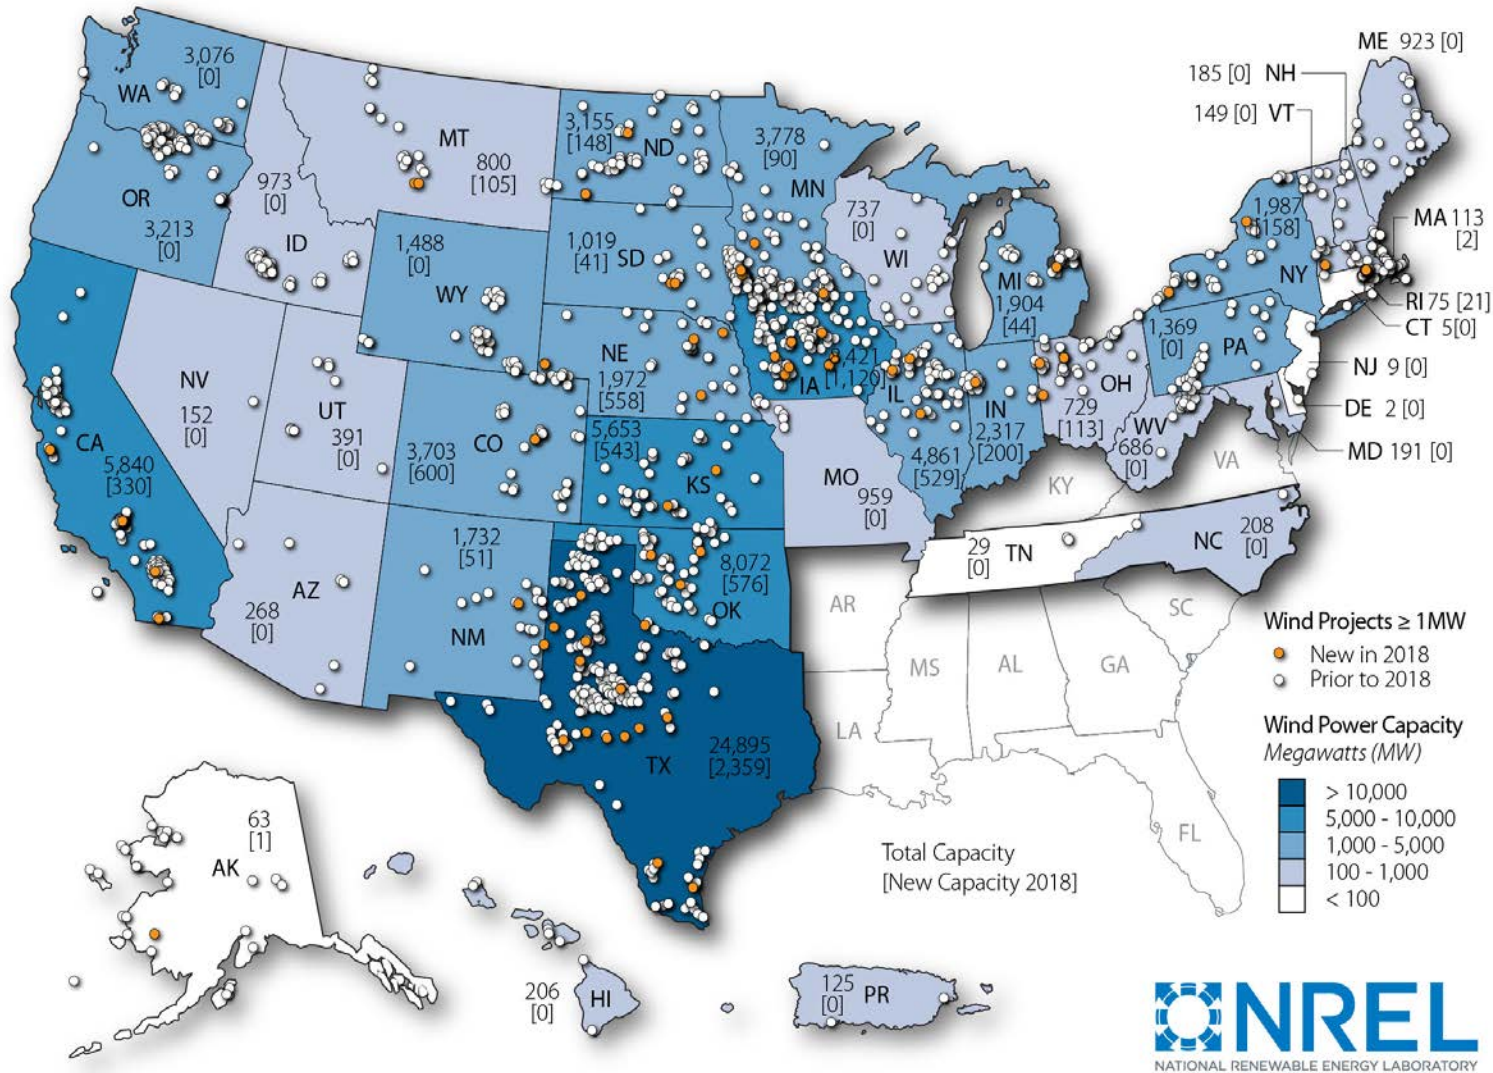 ME 923 [0]
185 [0] NH
149 [0] VT
3,076
[0]
WA
MT
800
[105]
3,155
[148]
ND
3,778
[90]
MN
OR
3,213
[0]
973
[0]
ID
1,488
[0]
WY
1,019
[41]
SD
737
[0]
WI
MI
1,904
[44]
1,987
[158]
NY
MA 113
[2]
RI 75 [21]
CT 5[0]
NJ 9 [0]
DE 2 [0]
MD 191 [0]
NV
152
[0]
UT
391
[0]
CA
5,840
[330]
CO
3,703
[600]
NE
1,972
[558]
IA
8,421
[1,120]
IL
4,861
[529]
IN
2,317
[200]
OH
729
[113]
1,369
[0]
PA
WV
686
[0]
VA
KY
5,653
[543]
KS
MO
959
[0]
29
[0]
TN
NC
208
[0]
AZ
268
[0]
1,732
[51]
NM
8,072
[576]
OK
AR
SC
MS
AL
GA
LA
FL
TX
24,895
[2,359]
Wind Projects ≥ 1MW
New in 2018
Prior to 2018
Wind Power Capacity
Megawatts (MW)
> 10,000
5,000 - 10,000
1,000 - 5,000
100 - 1,000
< 100
Total Capacity
[New Capacity 2018]
63
[1]
AK
206
[0]
HI
125
[0]
PR
NREL
NATIONAL RENEWABLE ENERGY LABORATORY